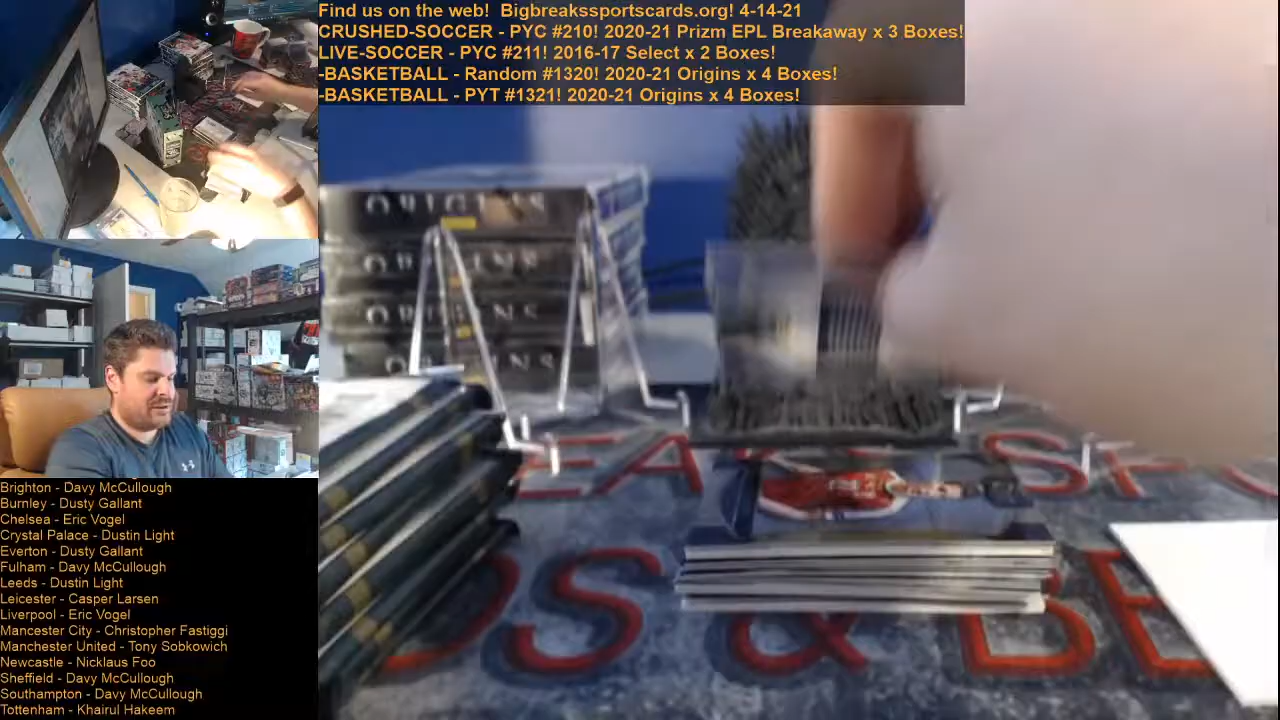 Find us on the web!  Bigbreakssportscards.org! 4-14-21
CRUSHED-SOCCER - PYC #210! 2020-21 Prizm EPL Breakaway x 3 Boxes!
LIVE-SOCCER - PYC #211! 2016-17 Select x 2 Boxes!
-BASKETBALL - Random #1320! 2020-21 Origins x 4 Boxes!
-BASKETBALL - PYT #1321! 2020-21 Origins x 4 Boxes!
ORIGINS
ORIGINS
ORIGINS
ORIGINS
Brighton - Davy McCullough
Burnley - Dusty Gallant
Chelsea - Eric Vogel
Crystal Palace - Dustin Light
Everton - Dusty Gallant
Fulham - Davy McCullough
Leeds - Dustin Light
Leicester - Casper Larsen
Liverpool - Eric Vogel
Mancester City - Christopher Fastiggi
Manchester United - Tony Sobkowich
Newcastle - Nicklaus Foo
Sheffield - Davy McCullough
Southampton - Davy McCullough
Tottenham - Khairul Hakeem